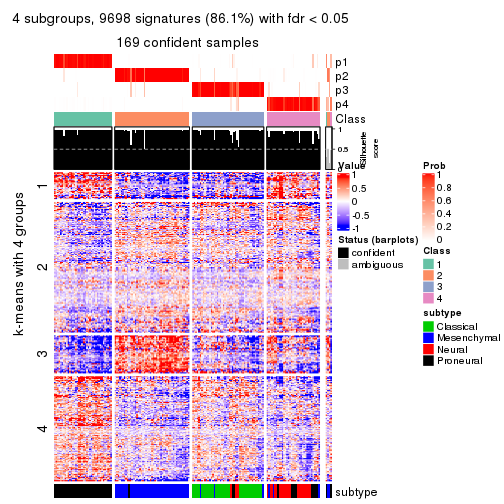 4 subgroups, 9698 signatures (86.1%) with fdr < 0.05
169 confident samples
p1
p2
p3
p4
Class
1
0.5
0
Silhouette
score
k-means with 4 groups
1
2
3
4
subtype
Value
1
0.5
0
-0.5
-1
Status (barplots)
confident
ambiguous
Prob
1
0.8
0.6
0.4
0.2
0
Class
1
2
3
4
subtype
Classical
Mesenchymal
Neural
Proneural